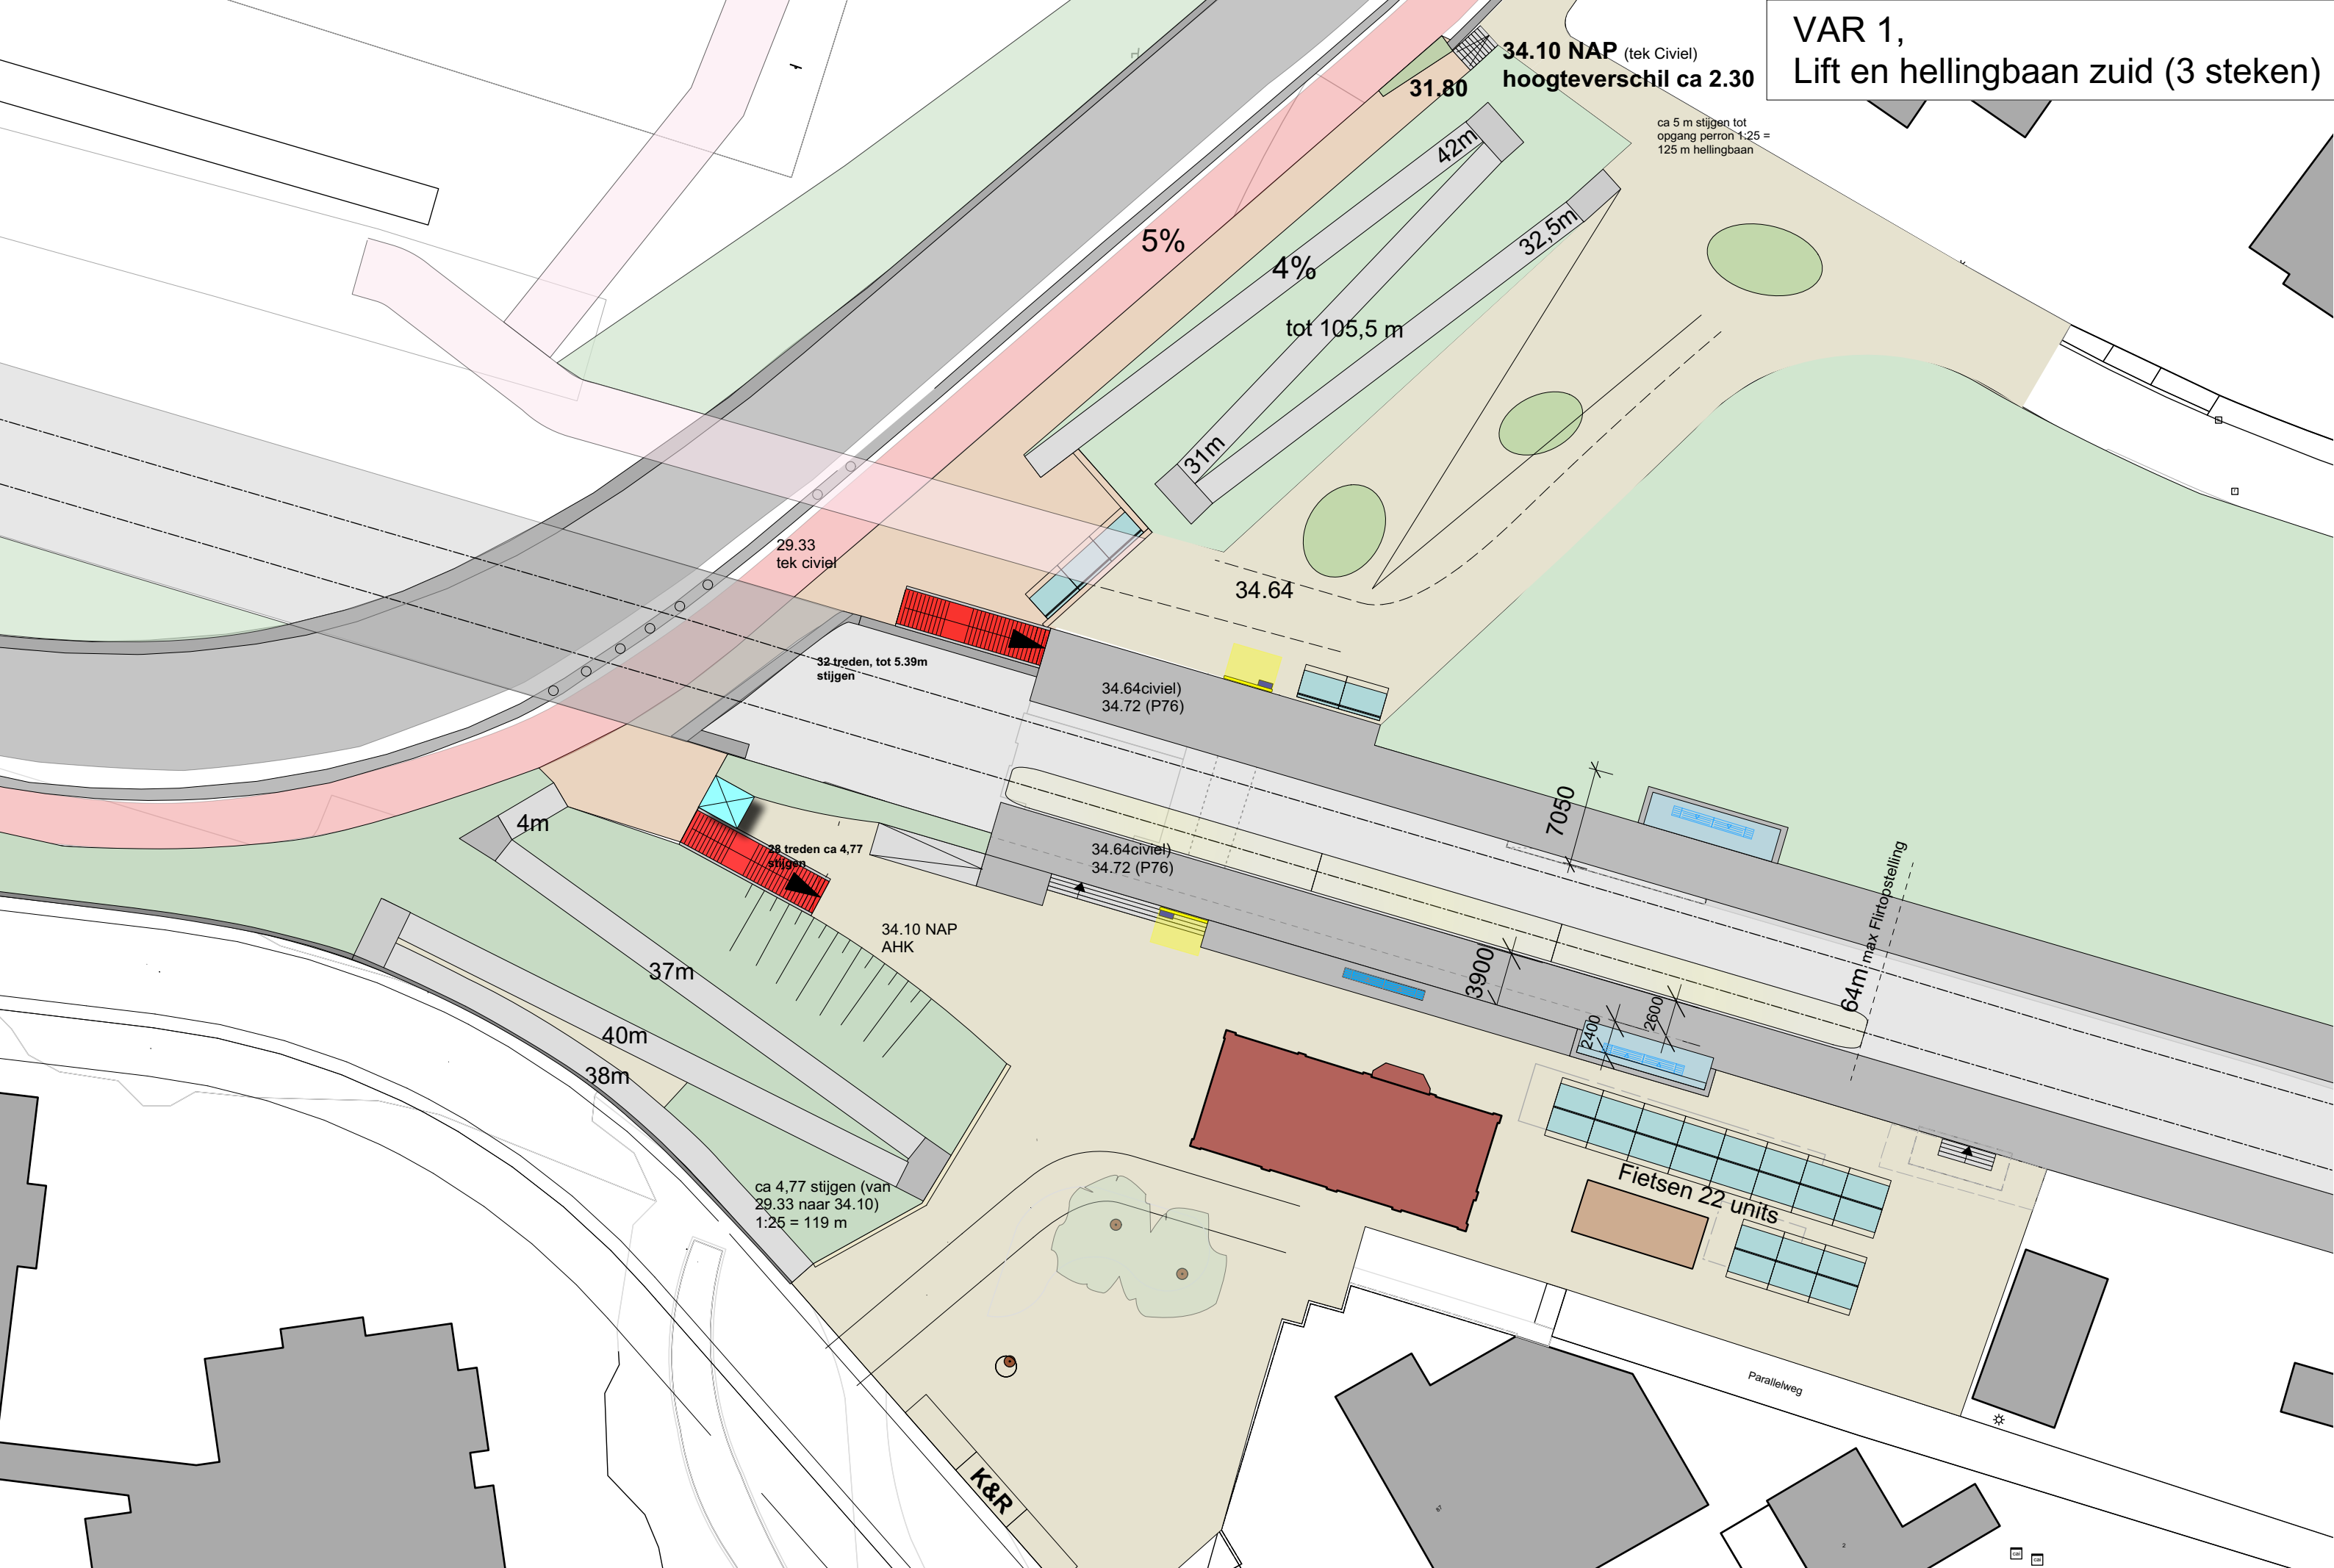 VAR 1,
Lift en hellingbaan zuid (3 steken)
34.10 NAP (tek Civiel)
hoogteverschil ca 2.30
31.80
ca 5 m stijgen tot
opgang perron 1:25 =
125 m hellingbaan
42m
32,5m
5%
4%
tot 105,5 m
31m
29.33
tek civiel
34.64
32 treden, tot 5.39m
stijgen
34.64civiel)
34.72 (P76)
7050
4m
28 treden ca 4,77
stijgen
34.64civiel)
34.72 (P76)
64m max Flirtopstelling
34.10 NAP
AHK
3900
2600
2400
37m
40m
38m
Fietsen 22 units
ca 4,77 stijgen (van
29.33 naar 34.10)
1:25 = 119 m
Parallelweg
K&R
67
2